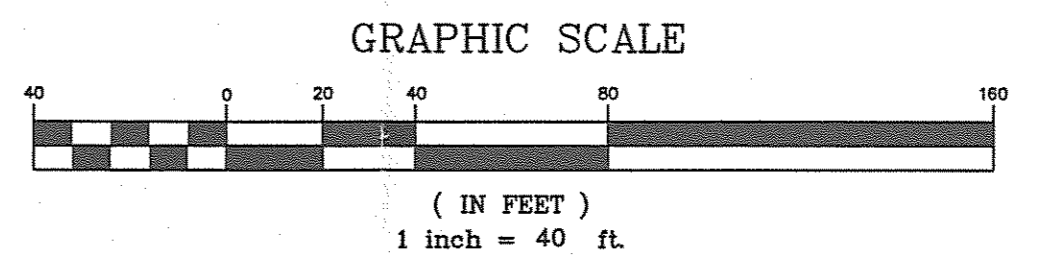 GRAPHIC SCALE
40 0 20 40 80 160
( IN FEET )
1 inch = 40 ft.